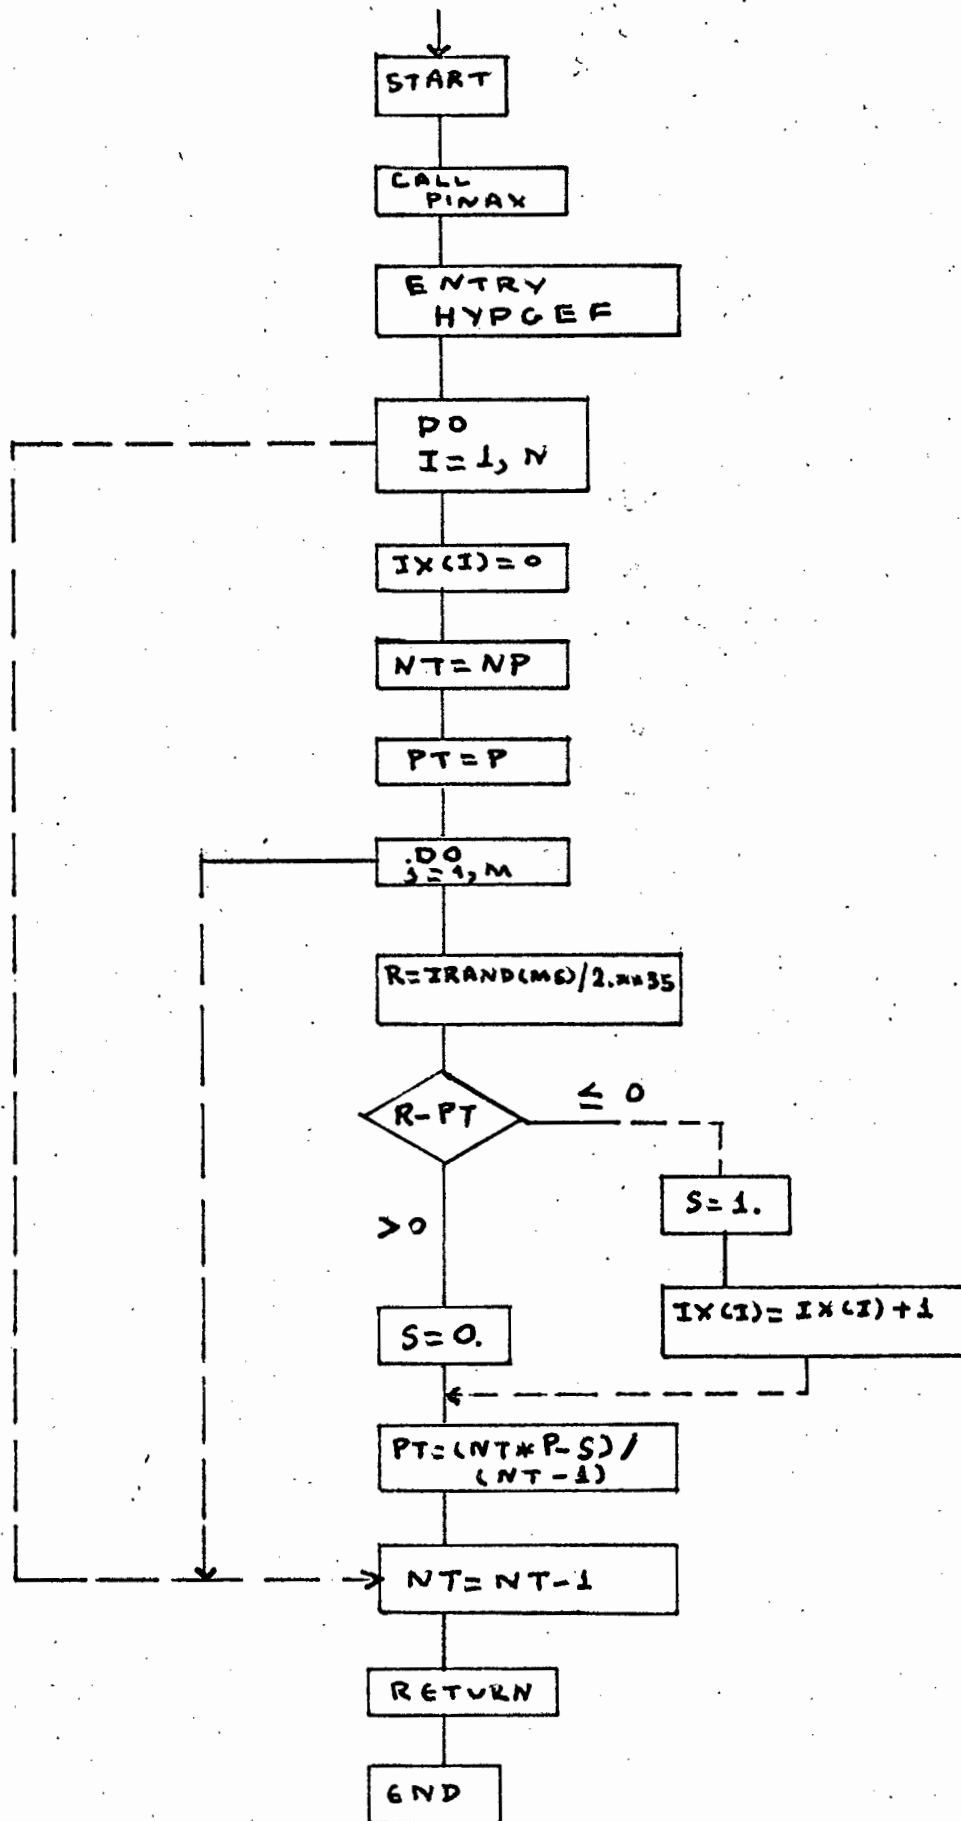 START
CALL
PINAX
ENTRY
HYPGEF
DO
I=1, N
IX(I)=0
NT=NP
PT=P
DO
J=1, M
R=IRAND(MS)/2.**35
R-PT
≤ 0
S=1.
>0
IX(I)=IX(I)+1
S=0.
PT=(NT*P-S)/
(NT-1)
NT=NT-1
RETURN
END